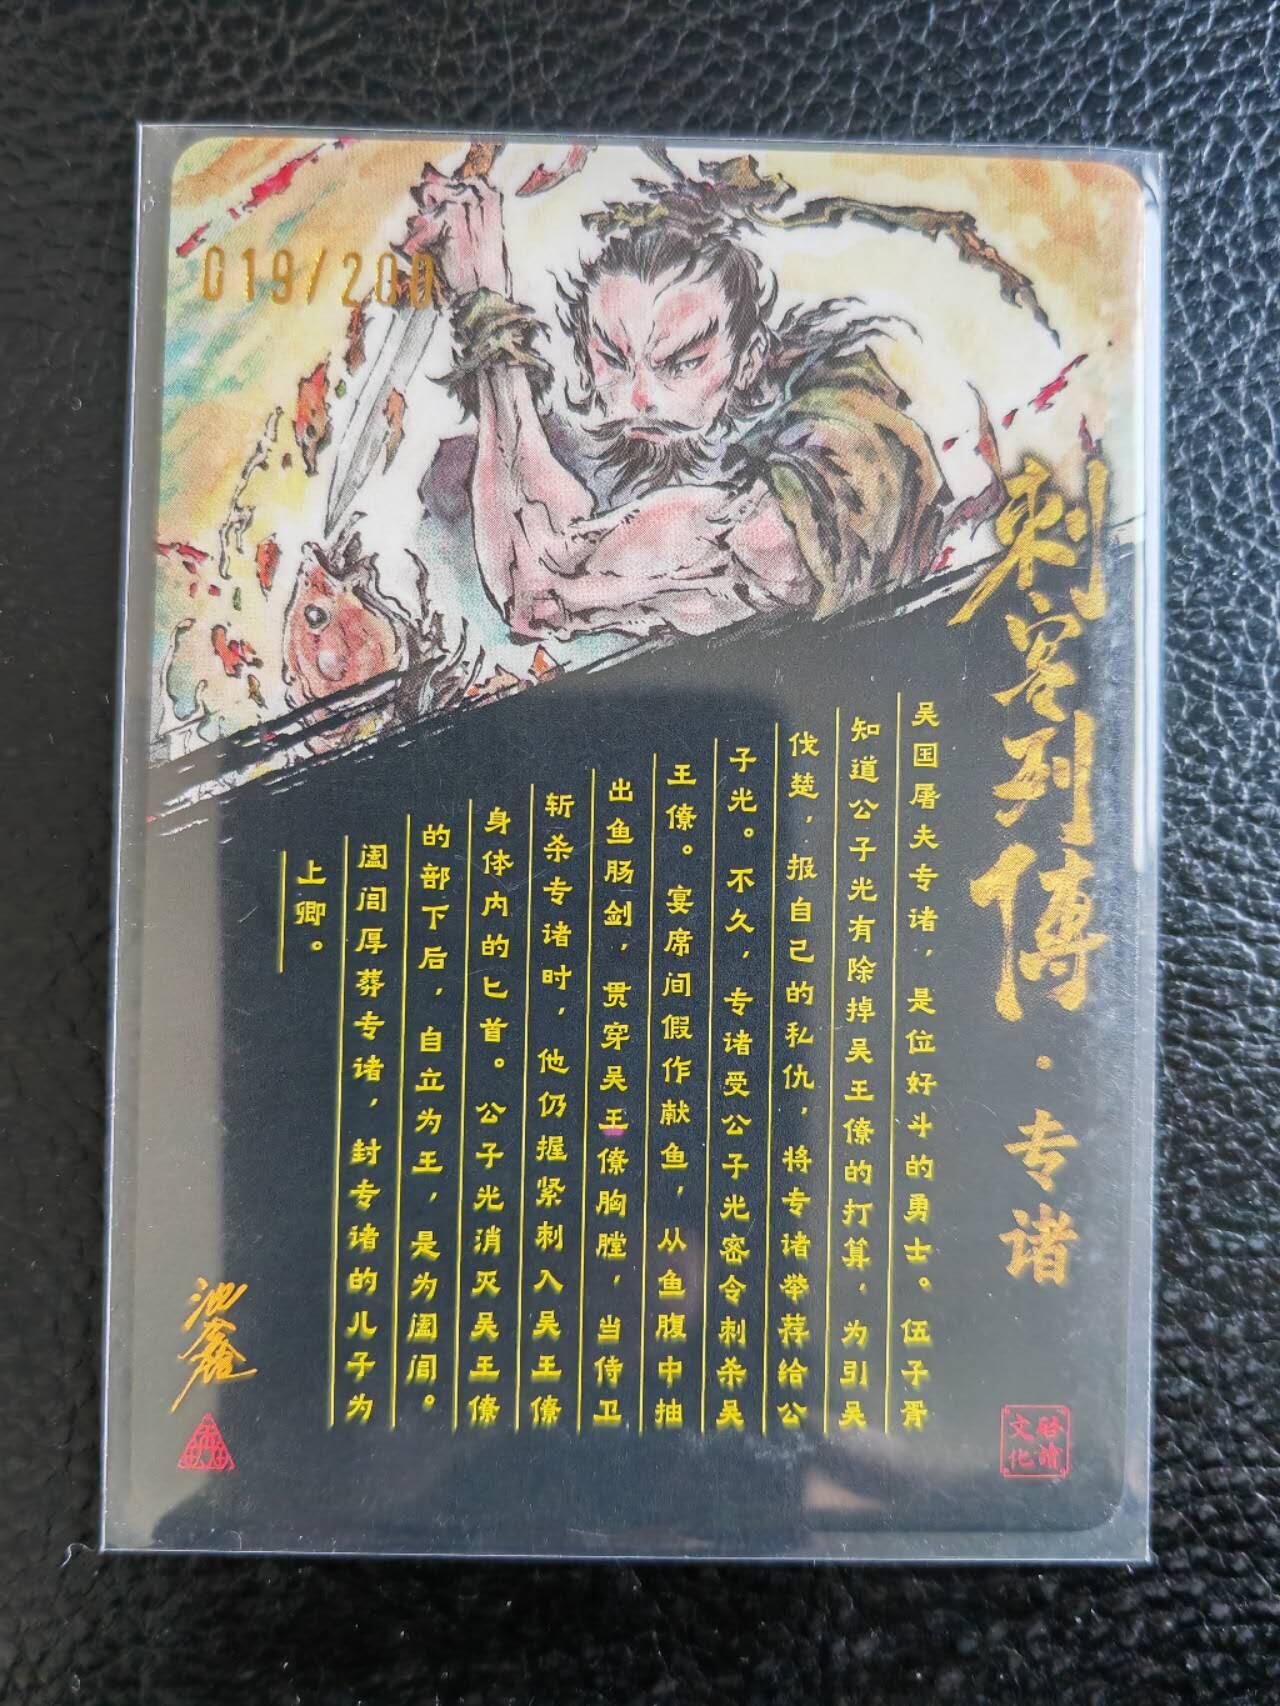 019/200
刺客列傳·专诸
吴国屠夫专诸，是位好斗的勇士。伍子胥
知道公子光有除掉吴王僚的打算，为引吴
伐楚，报自己的私仇，将专诸举荐给公
子光。不久，专诸受公子光密令刺杀吴
王僚。宴席间假作献鱼，从鱼腹中抽
出鱼肠剑，贯穿吴王僚胸膛，当侍卫
斩杀专诸时，他仍握紧刺入吴王僚
身体内的匕首。公子光消灭吴王僚
的部下后，自立为王，是为阖闾。
阖闾厚葬专诸，封专诸的儿子为
上卿。
池鑫
文化